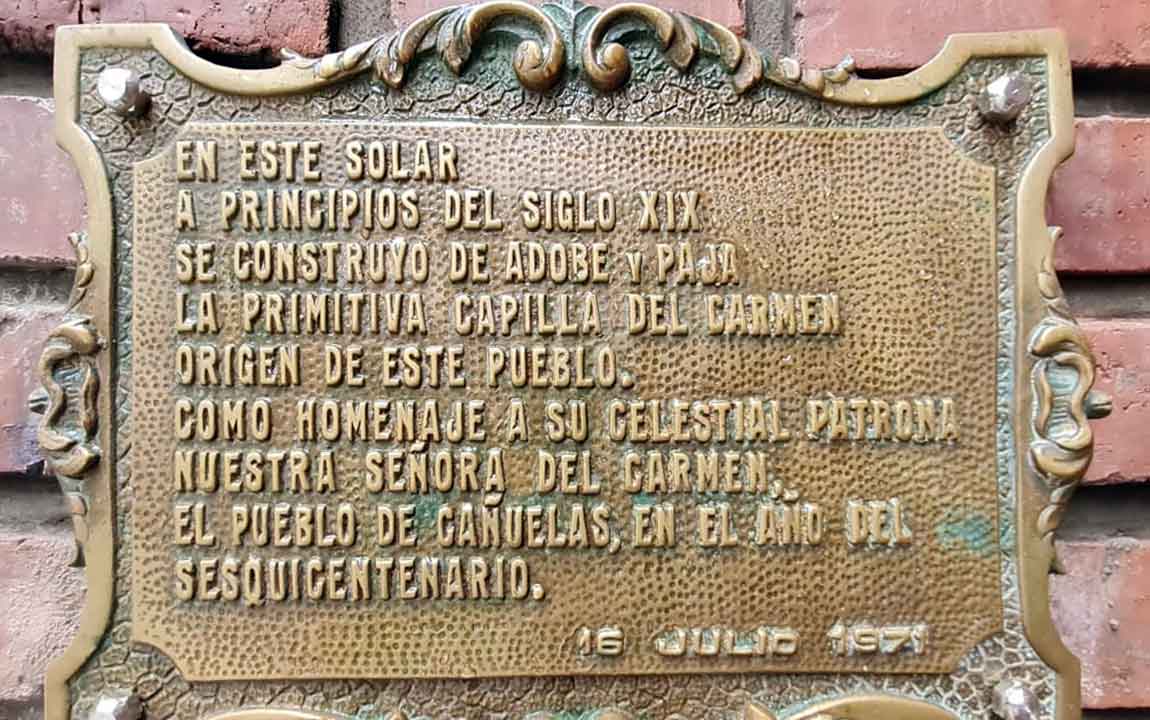 EN ESTE SOLAR
A PRINCIPIOS DEL SIGLO XIX
SE CONSTRUYO DE ADOBE Y PAJA
LA PRIMITIVA CAPILLA DEL CARMEN
ORIGEN DE ESTE PUEBLO.
COMO HOMENAJE A SU CELESTIAL PATRONA
NUESTRA SEÑORA DEL CARMEN,
EL PUEBLO DE CAÑUELAS, EN EL AÑO DEL
SESQUICENTENARIO.
16 JULIO 1971